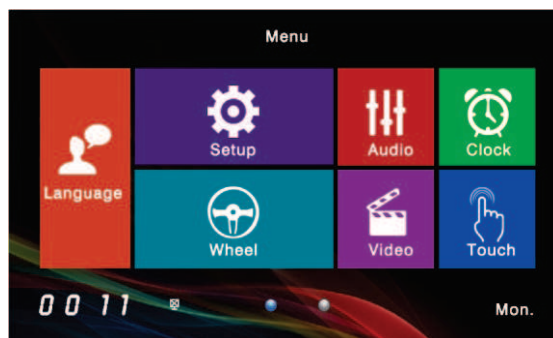 Menu
Language
Setup
Audio
Clock
Wheel
Video
Touch
00 11
Mon.